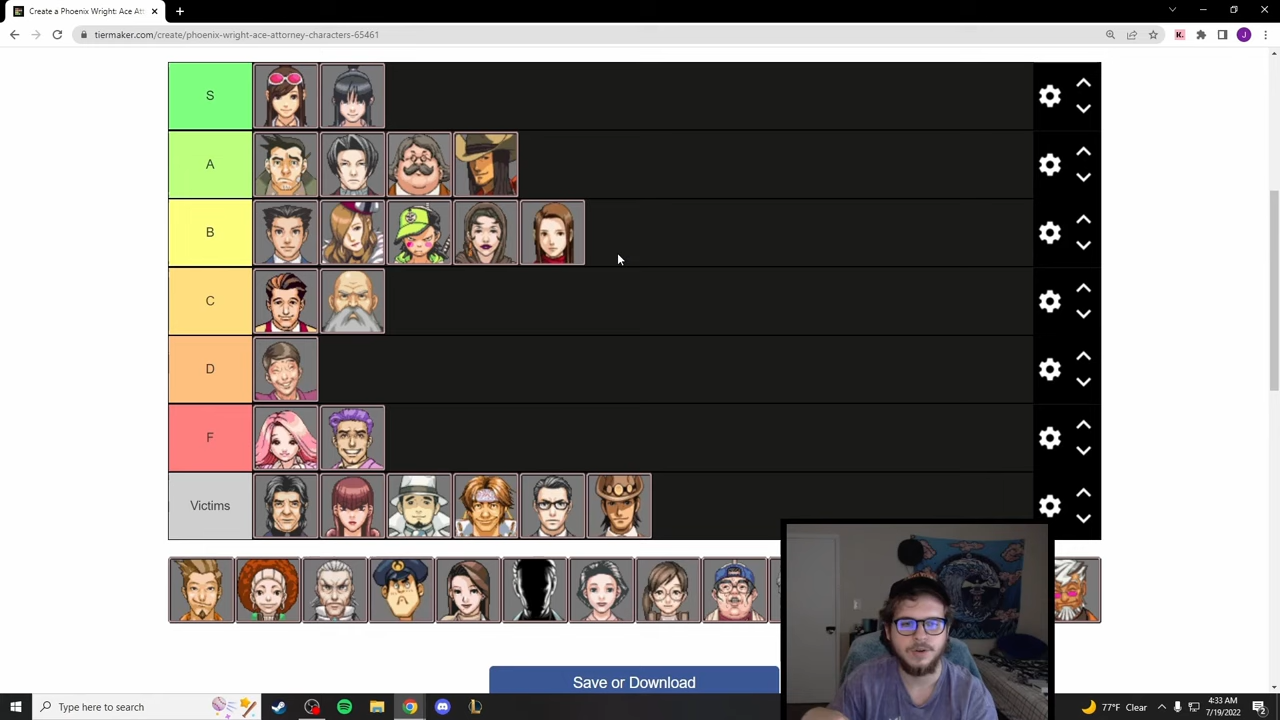 Create a Phoenix Wright: Ace Att
tiermaker.com/create/phoenix-wright-ace-attorney-characters-65461
K.
J
S
A
B
C
D
F
Victims
Save or Download
Type here to search
77°F Clear
4:33 AM
7/19/2022
2